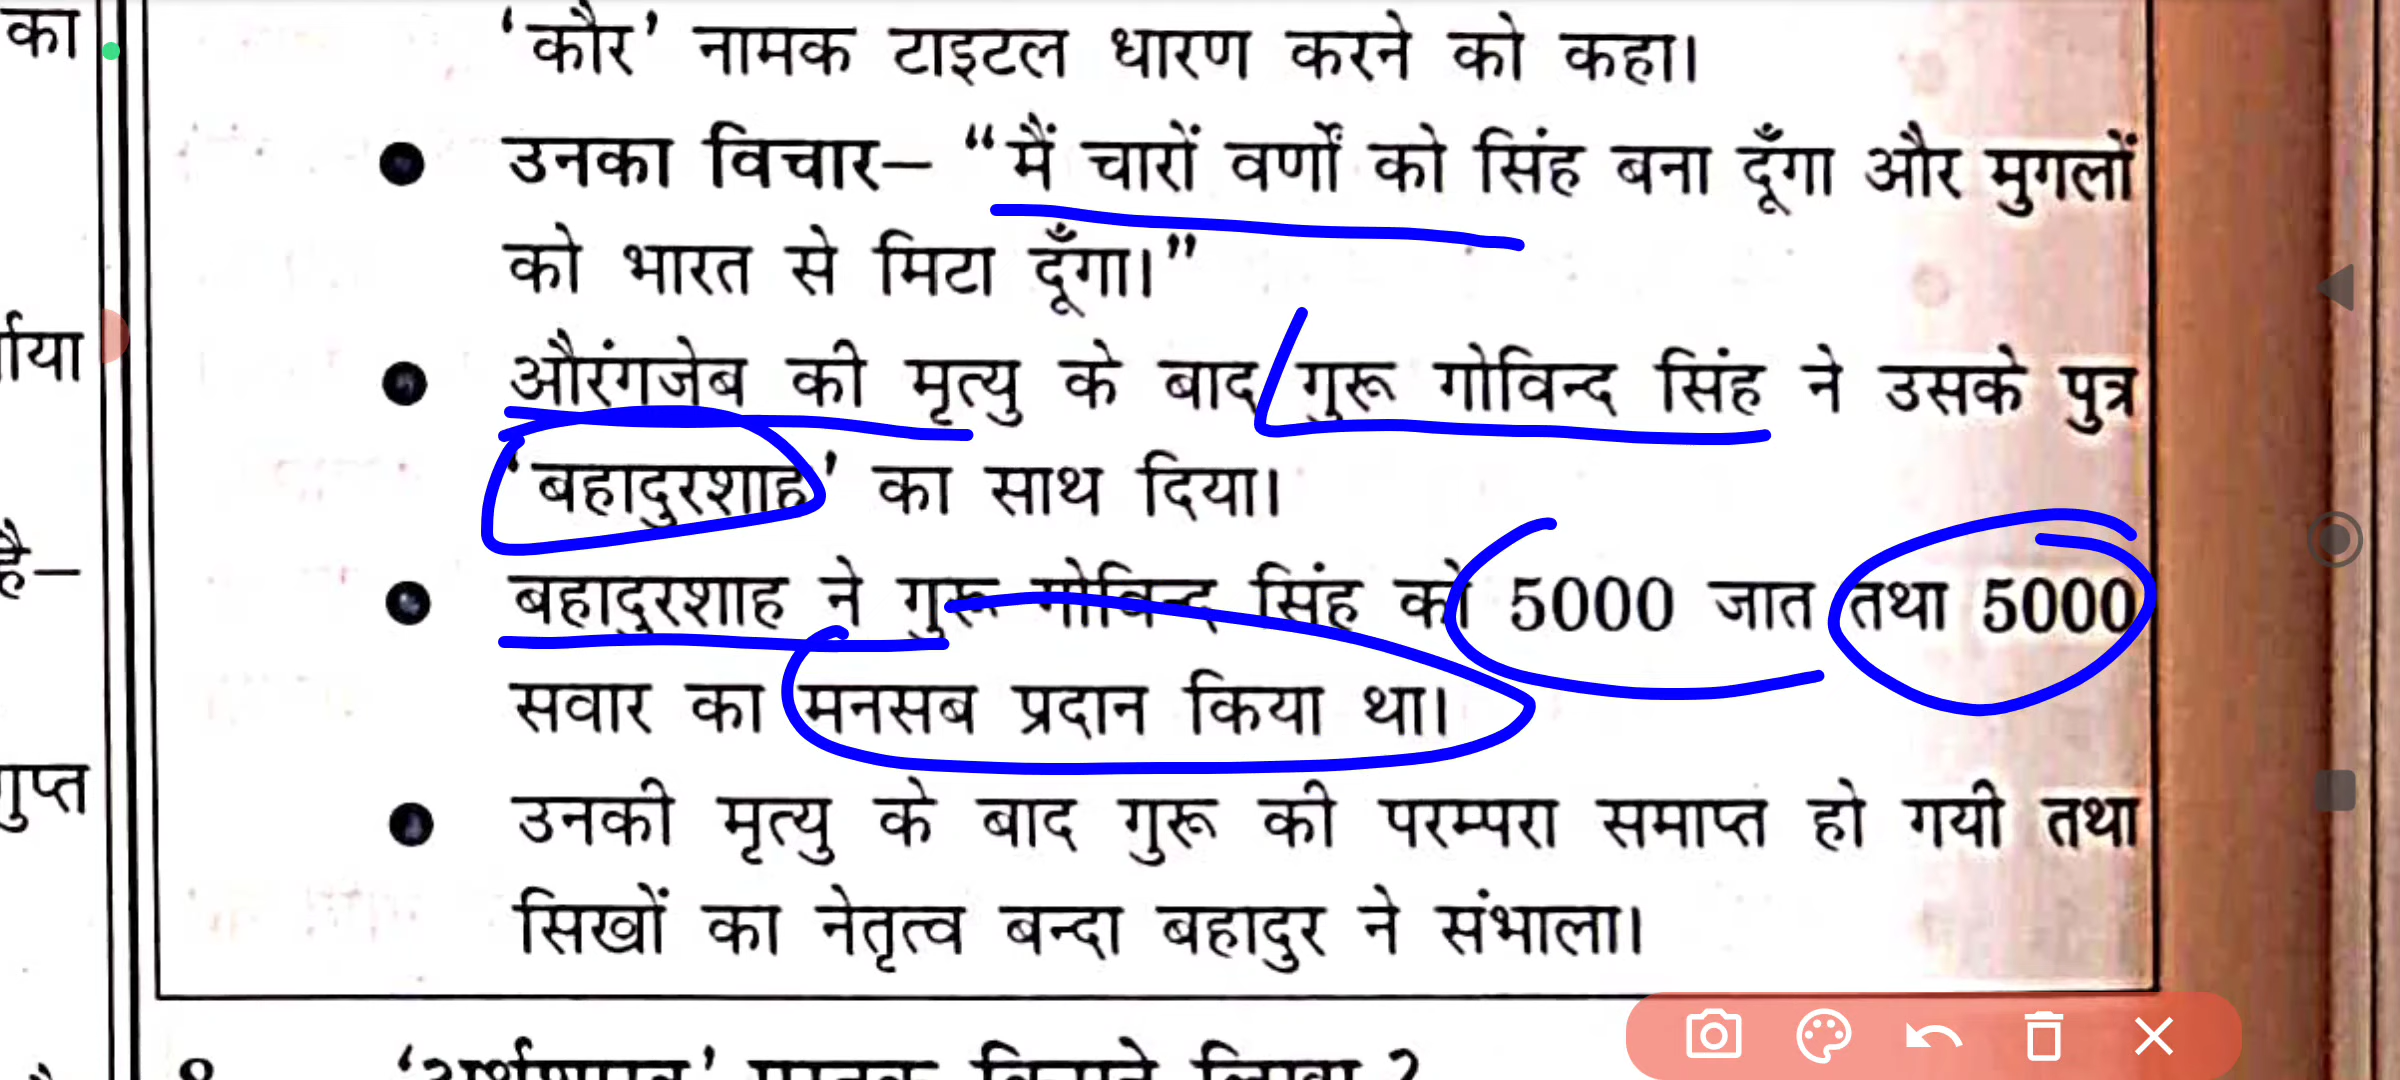 का
'कौर' नामक टाइटल धारण करने को कहा।
उनका विचार– “मैं चारों वर्णों को सिंह बना दूँगा और मुगलों
को भारत से मिटा दूँगा।”
औरंगजेब की मृत्यु के बाद गुरू गोविन्द सिंह ने उसके पुत्र
'बहादुरशाह' का साथ दिया।
है–
बहादुरशाह ने गुरू गोविन्द सिंह को 5000 जात तथा 5000
सवार का मनसब प्रदान किया था।
गुप्त
उनकी मृत्यु के बाद गुरू की परम्परा समाप्त हो गयी तथा
सिखों का नेतृत्व बन्दा बहादुर ने संभाला।